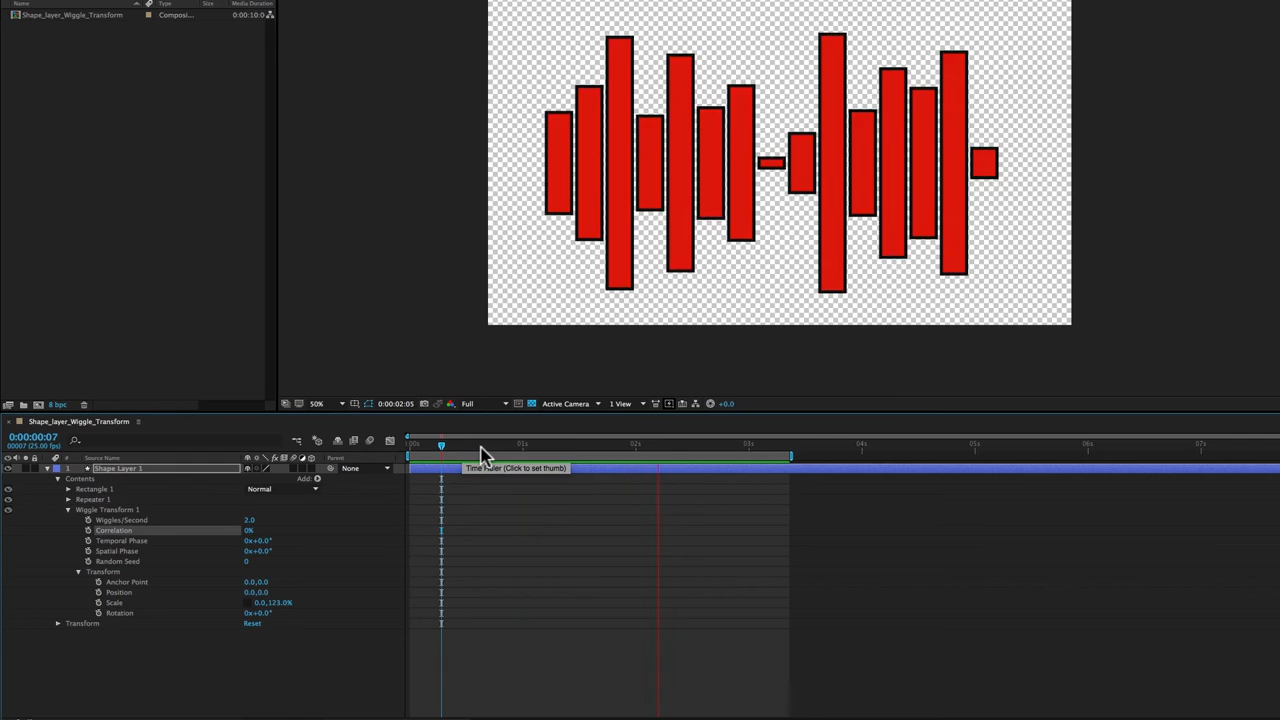 Name Type Size Media Duration
Shape_layer_Wiggle_Transform Composi... 0:00:10:0
8 bpc
50% 0:00:02:05 Full Active Camera 1 View +0.0
Shape_layer_Wiggle_Transform
0:00:00:07
00007 (25.00 fps)
:00s 01s 02s 03s 04s 05s 06s 07s
# Source Name Parent
1 Shape Layer 1 None
Time Ruler (Click to set thumb)
Contents Add:
Rectangle 1 Normal
Repeater 1
Wiggle Transform 1
Wiggles/Second 2.0
Correlation 0%
Temporal Phase 0x+0.0°
Spatial Phase 0x+0.0°
Random Seed 0
Transform
Anchor Point 0.0,0.0
Position 0.0,0.0
Scale 0.0,123.0%
Rotation 0x+0.0°
Transform Reset